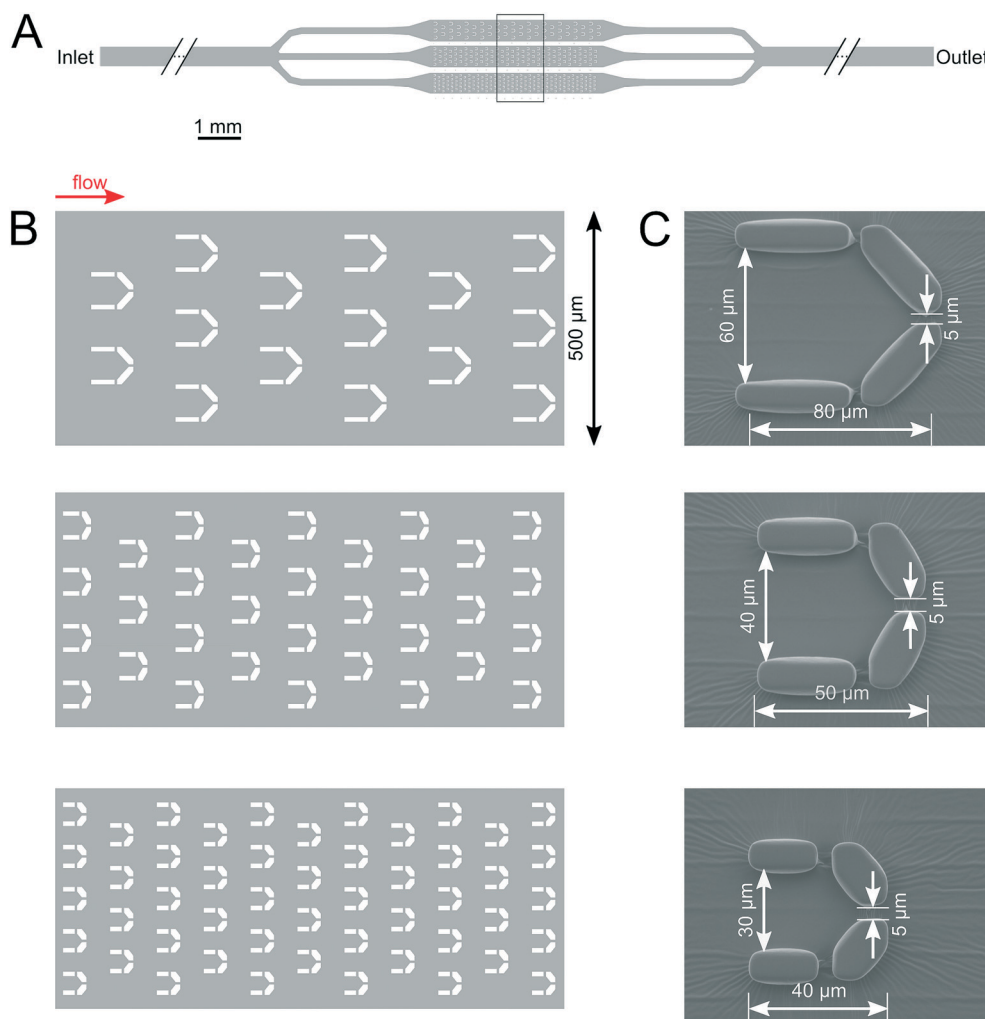 A
Inlet
...
...
Outlet
1 mm
flow
B
500 µm
C
60 µm
5 µm
80 µm
40 µm
5 µm
50 µm
30 µm
5 µm
40 µm